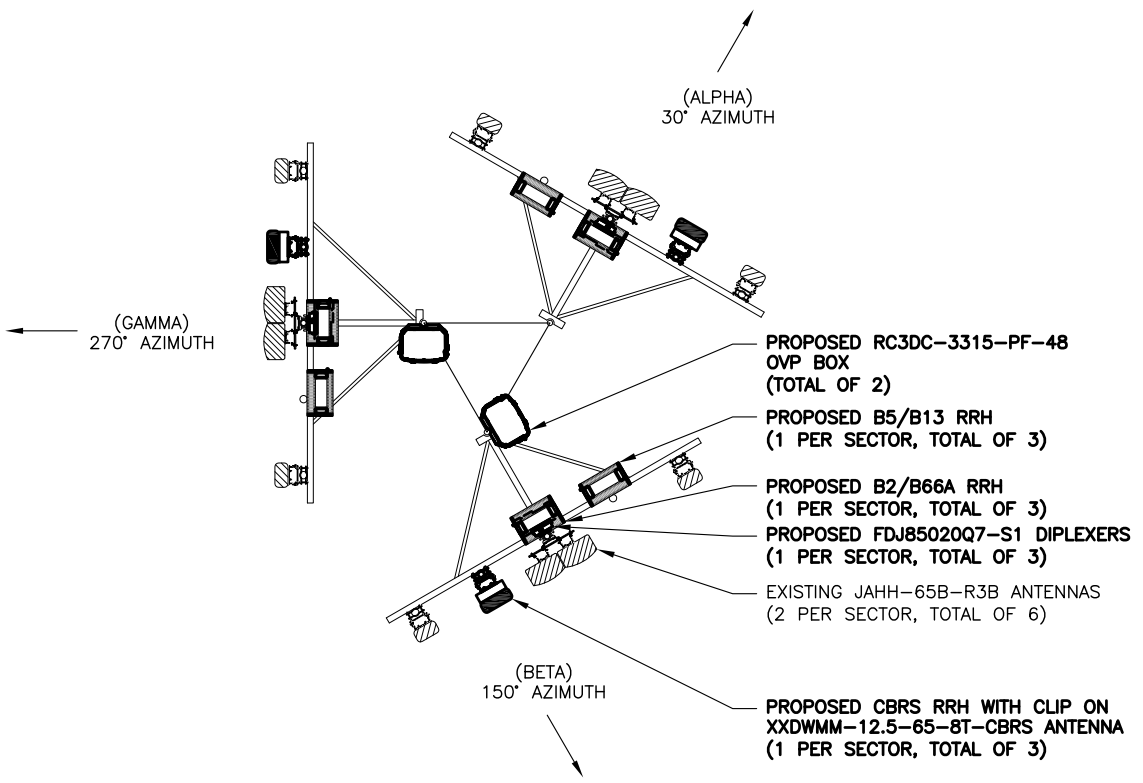 (ALPHA)
30° AZIMUTH
(GAMMA)
270° AZIMUTH
PROPOSED RC3DC-3315-PF-48
OVP BOX
(TOTAL OF 2)
PROPOSED B5/B13 RRH
(1 PER SECTOR, TOTAL OF 3)
PROPOSED B2/B66A RRH
(1 PER SECTOR, TOTAL OF 3)
PROPOSED FDJ85020Q7-S1 DIPLEXERS
(1 PER SECTOR, TOTAL OF 3)
EXISTING JAHH-65B-R3B ANTENNAS
(2 PER SECTOR, TOTAL OF 6)
(BETA)
150° AZIMUTH
PROPOSED CBRS RRH WITH CLIP ON
XXDWMM-12.5-65-8T-CBRS ANTENNA
(1 PER SECTOR, TOTAL OF 3)